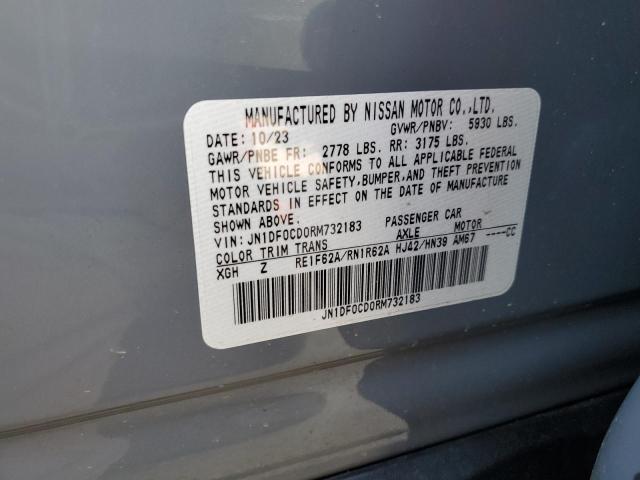 MANUFACTURED BY NISSAN MOTOR CO.,LTD.
DATE: 10/23 GVWR/PNBV: 5930 LBS.
GAWR/PNBE FR: 2778 LBS. RR: 3175 LBS.
THIS VEHICLE CONFORMS TO ALL APPLICABLE FEDERAL
MOTOR VEHICLE SAFETY, BUMPER, AND THEFT PREVENTION
STANDARDS IN EFFECT ON THE DATE OF MANUFACTURE
SHOWN ABOVE.
VIN: JN1DF0CD0RM732183 PASSENGER CAR
COLOR TRIM TRANS AXLE MOTOR
XGH Z RE1F62A/RN1R62A HJ42/HN39 AM67 ----CC
JN1DF0CD0RM732183